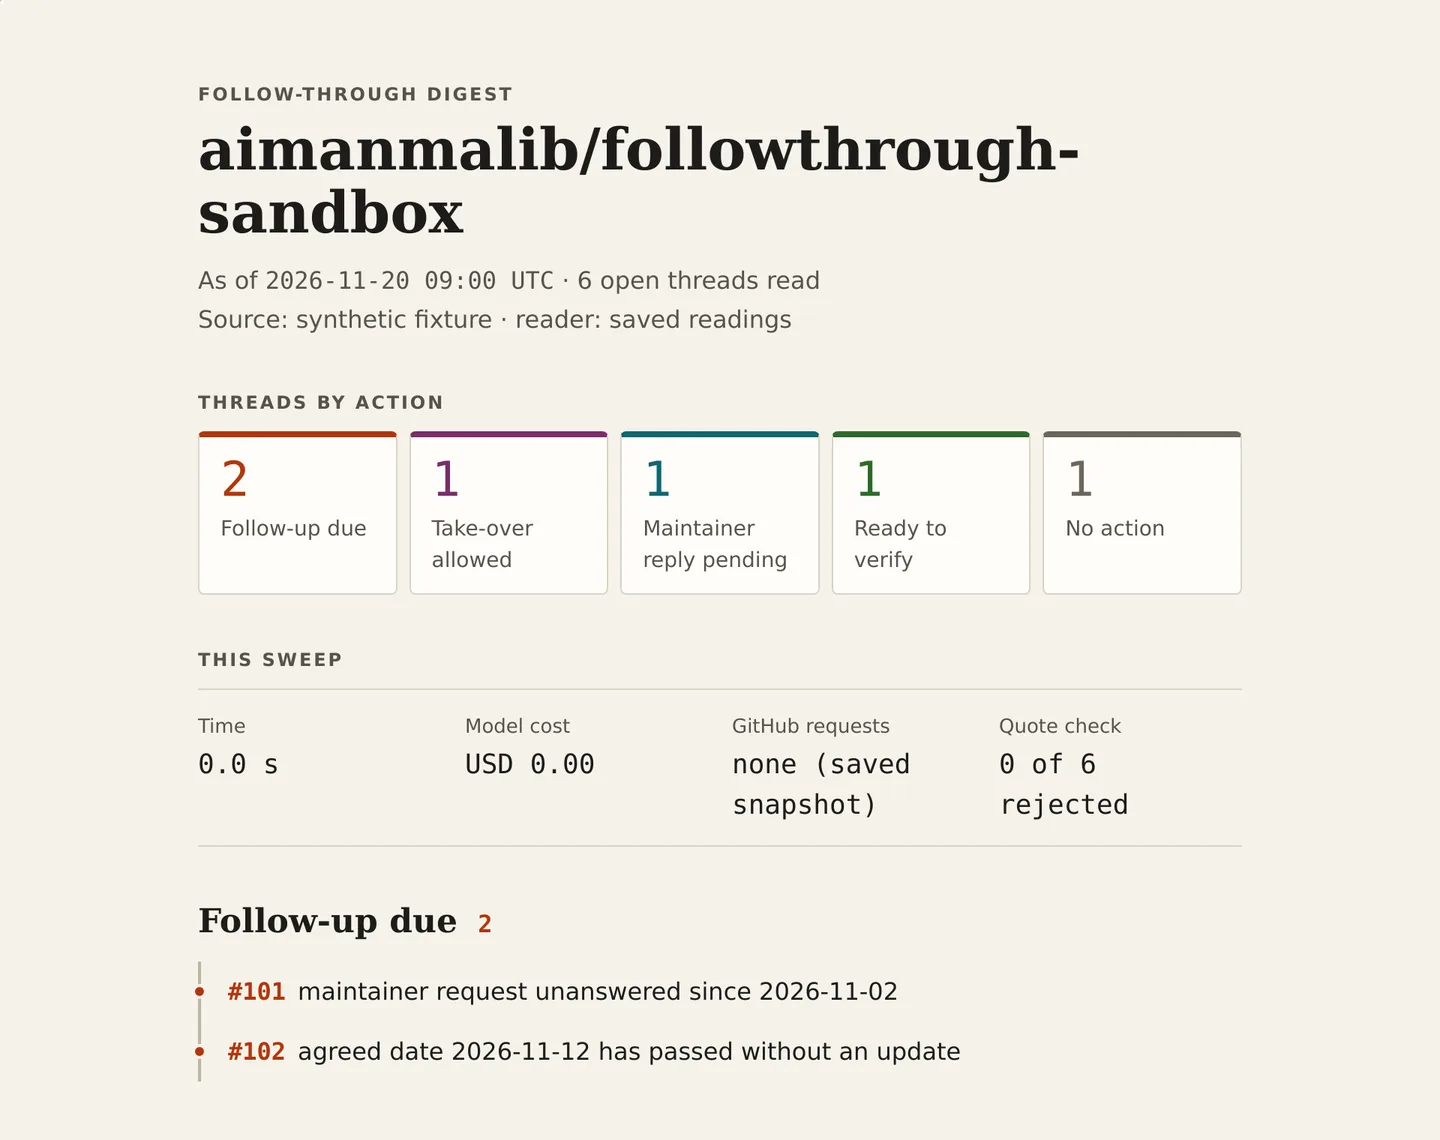 FOLLOW-THROUGH DIGEST
aimanmalib/followthrough-
sandbox
As of 2026-11-20 09:00 UTC · 6 open threads read
Source: synthetic fixture · reader: saved readings
THREADS BY ACTION
2
Follow-up due
1
Take-over
allowed
1
Maintainer
reply pending
1
Ready to
verify
1
No action
THIS SWEEP
Time
0.0 s
Model cost
USD 0.00
GitHub requests
none (saved
snapshot)
Quote check
0 of 6
rejected
Follow-up due 2
#101 maintainer request unanswered since 2026-11-02
#102 agreed date 2026-11-12 has passed without an update